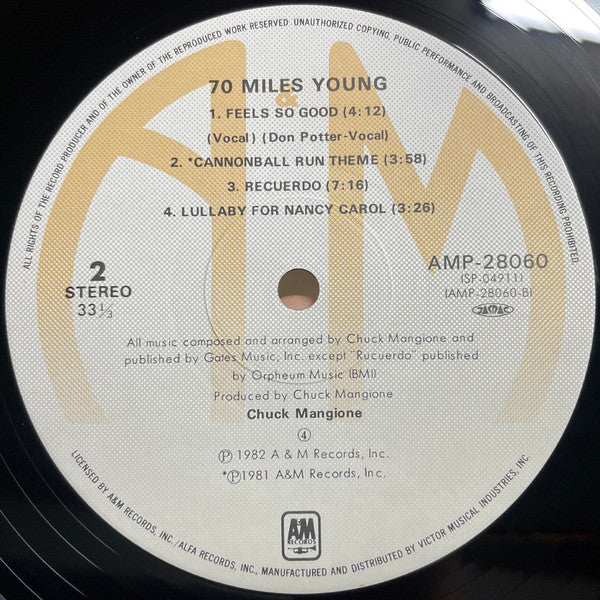 ALL RIGHTS OF THE RECORD PRODUCER AND OF THE OWNER OF THE REPRODUCED WORK RESERVED. UNAUTHORIZED COPYING, PUBLIC PERFORMANCE AND BROADCASTING OF THIS RECORDING PROHIBITED.
A&M
70 MILES YOUNG
1. FEELS SO GOOD (4:12)
(Vocal) (Don Potter-Vocal)
2. *CANNONBALL RUN THEME (3:58)
3. RECUERDO (7:16)
4. LULLABY FOR NANCY CAROL (3:26)
2
STEREO
33 1/3
AMP-28060
(SP-04911)
(AMP-28060-B)
JASRAC
All music composed and arranged by Chuck Mangione and
published by Gates Music, Inc. except "Rucuerdo" published
by Orpheum Music (BMI)
Produced by Chuck Mangione
Chuck Mangione
④
Ⓟ 1982 A & M Records, Inc.
*Ⓟ1981 A&M Records, Inc.
A&M
RECORDS
LICENSED BY A&M RECORDS, INC./ALFA RECORDS, INC., MANUFACTURED AND DISTRIBUTED BY VICTOR MUSICAL INDUSTRIES, INC.